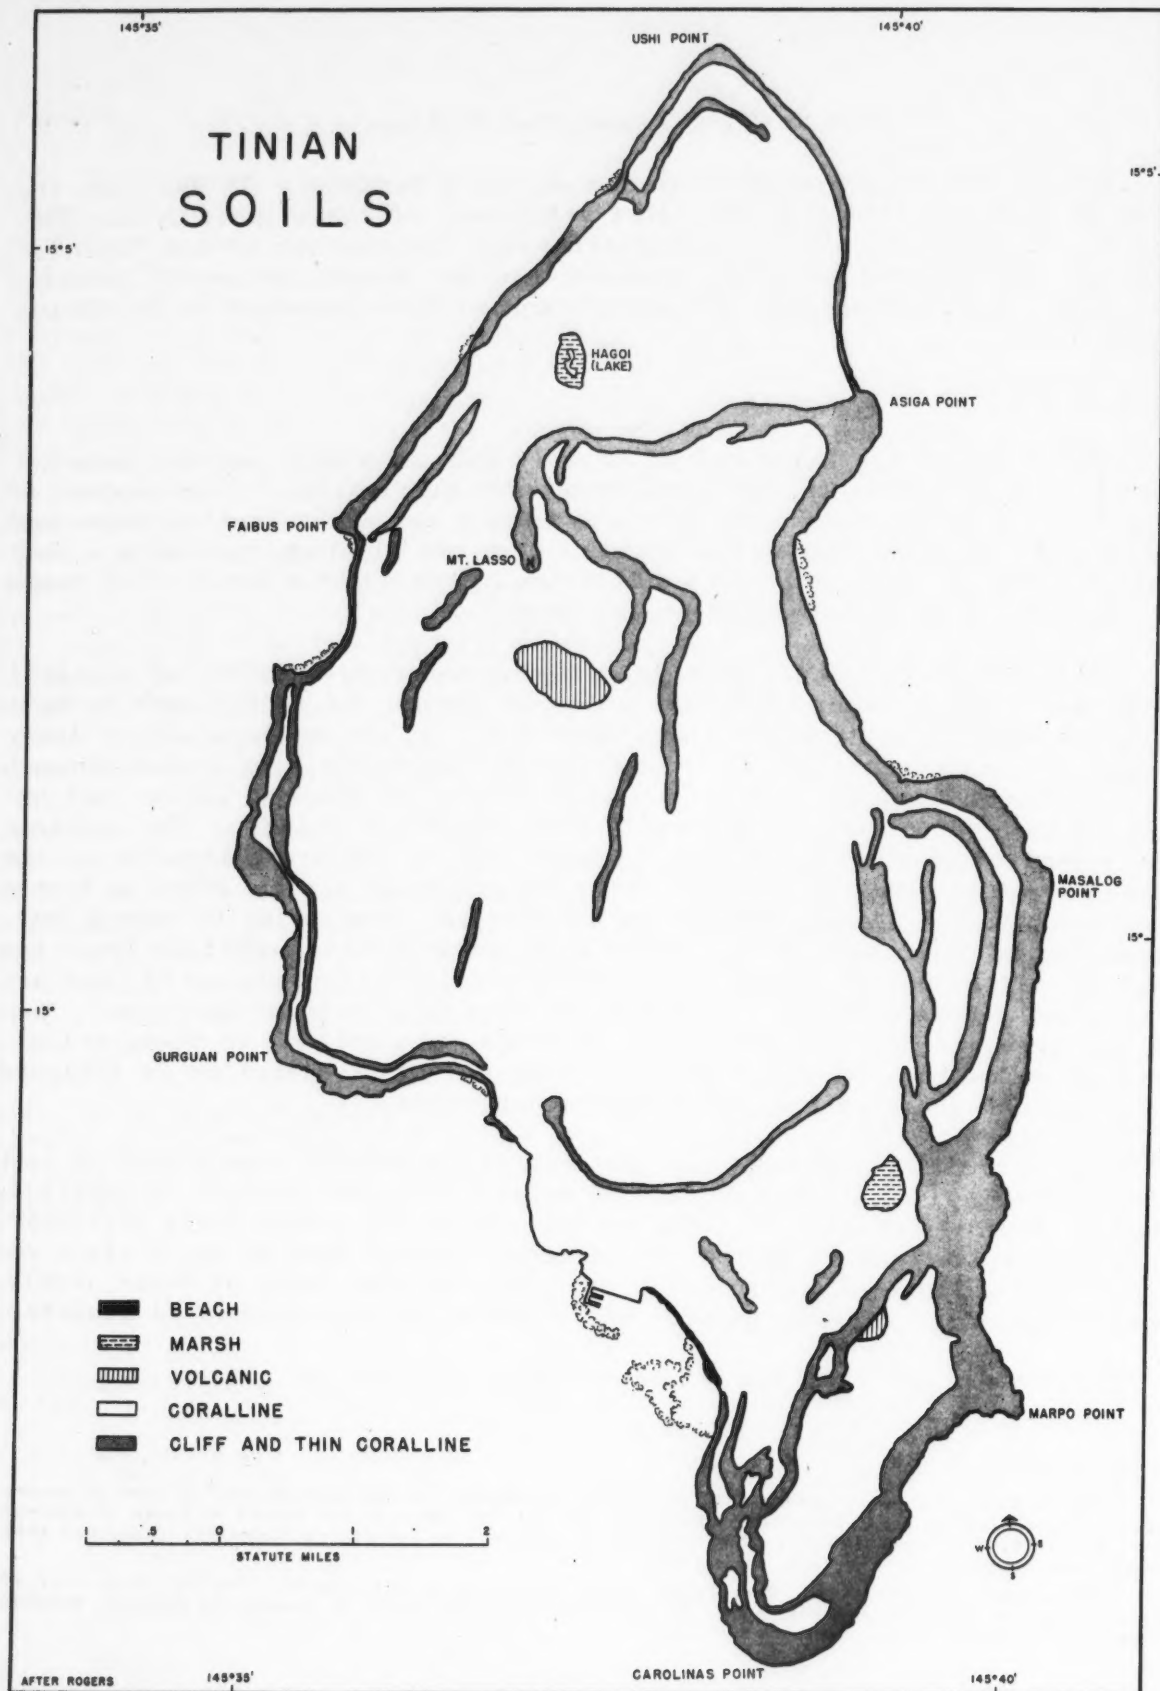 145°35'
145°40'
USHI POINT
TINIAN
SOILS
15°5'
15°5'
HAGOI
(LAKE)
ASIGA POINT
FAIBUS POINT
MT. LASSO
X
MASALOG
POINT
15°
15°
GURGUAN POINT
BEACH
MARSH
VOLCANIC
CORALLINE
CLIFF AND THIN CORALLINE
MARPO POINT
1 .5 0 1 2
STATUTE MILES
W E
S
AFTER ROGERS
145°35'
CAROLINAS POINT
145°40'